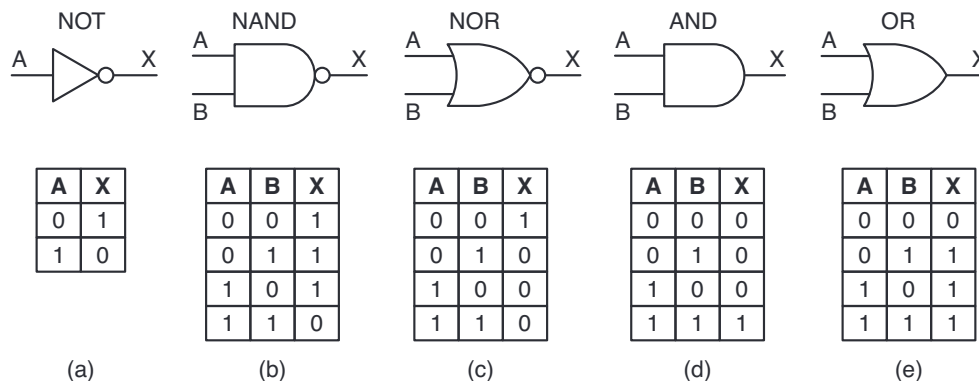 NOT NAND NOR AND OR
A X A B X A B X A B X A B X
A X A B X A B X A B X A B X
0 1 0 0 1 0 0 1 0 0 0 0 0 0
1 0 0 1 1 0 1 0 0 1 0 0 1 1
1 0 1 1 0 0 1 0 0 1 0 1
1 1 0 1 1 0 1 1 1 1 1 1
(a) (b) (c) (d) (e)